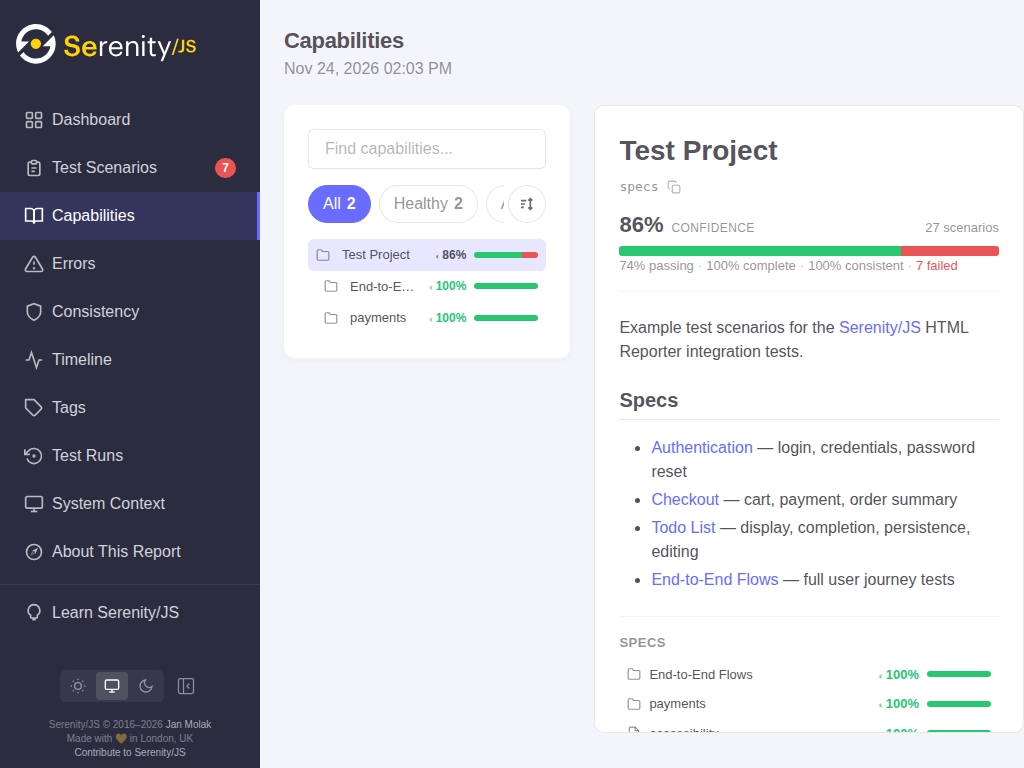 Serenity/JS
Dashboard
Test Scenarios 7
Capabilities
Errors
Consistency
Timeline
Tags
Test Runs
System Context
About This Report
Learn Serenity/JS
Serenity/JS © 2016–2026 Jan Molak
Made with 💛 in London, UK
Contribute to Serenity/JS
Capabilities
Nov 24, 2026 02:03 PM
Find capabilities...
All 2 Healthy 2
Test Project 86%
End-to-E… 100%
payments 100%
Test Project
specs
86% CONFIDENCE 27 scenarios
74% passing · 100% complete · 100% consistent · 7 failed
Example test scenarios for the Serenity/JS HTML
Reporter integration tests.
Specs
• Authentication — login, credentials, password
reset
• Checkout — cart, payment, order summary
• Todo List — display, completion, persistence,
editing
• End-to-End Flows — full user journey tests
SPECS
End-to-End Flows 100%
payments 100%
accessibility 100%